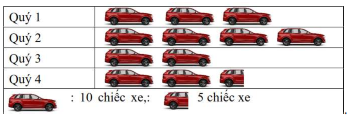 Quý 1
Quý 2
Quý 3
Quý 4
: 10 chiếc xe,: 5 chiếc xe